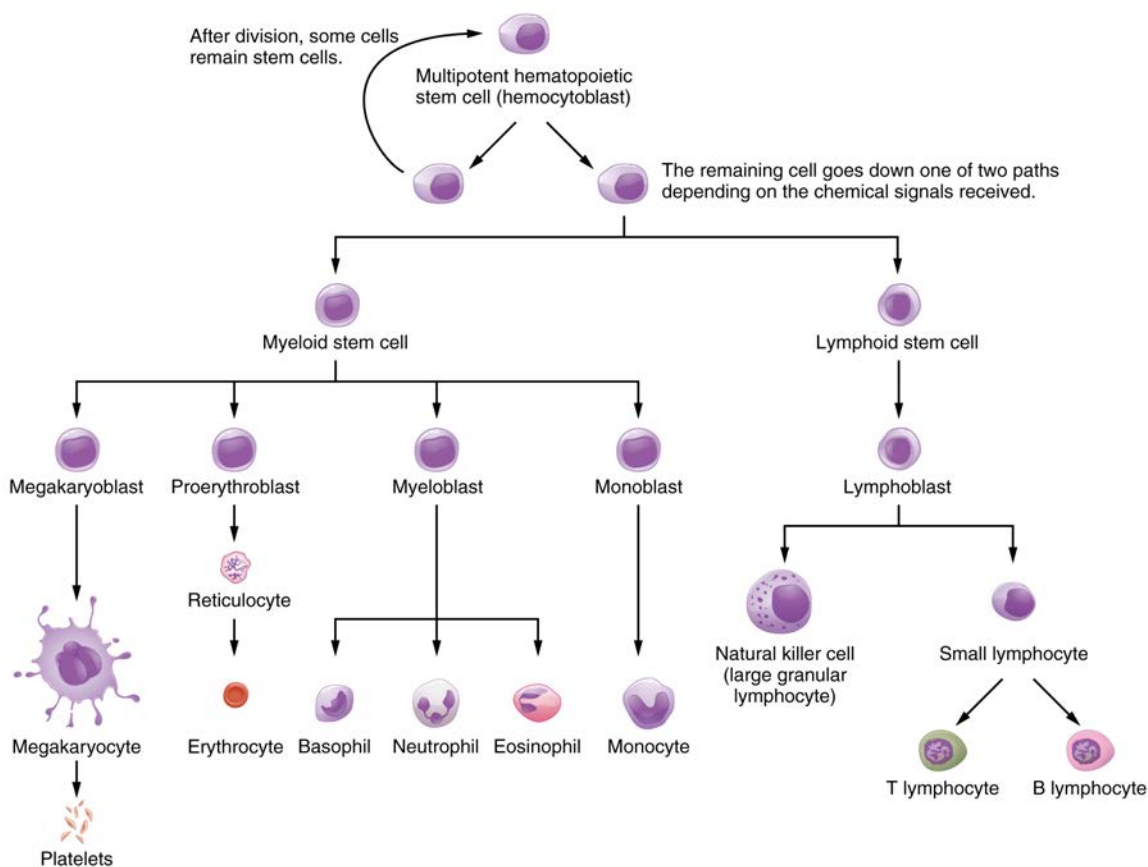 After division, some cells
remain stem cells.
Multipotent hematopoietic
stem cell (hemocytoblast)
The remaining cell goes down one of two paths
depending on the chemical signals received.
Myeloid stem cell
Lymphoid stem cell
Megakaryoblast
Proerythroblast
Myeloblast
Monoblast
Lymphoblast
Reticulocyte
Natural killer cell
(large granular
lymphocyte)
Small lymphocyte
Megakaryocyte
Erythrocyte
Basophil
Neutrophil
Eosinophil
Monocyte
T lymphocyte
B lymphocyte
Platelets